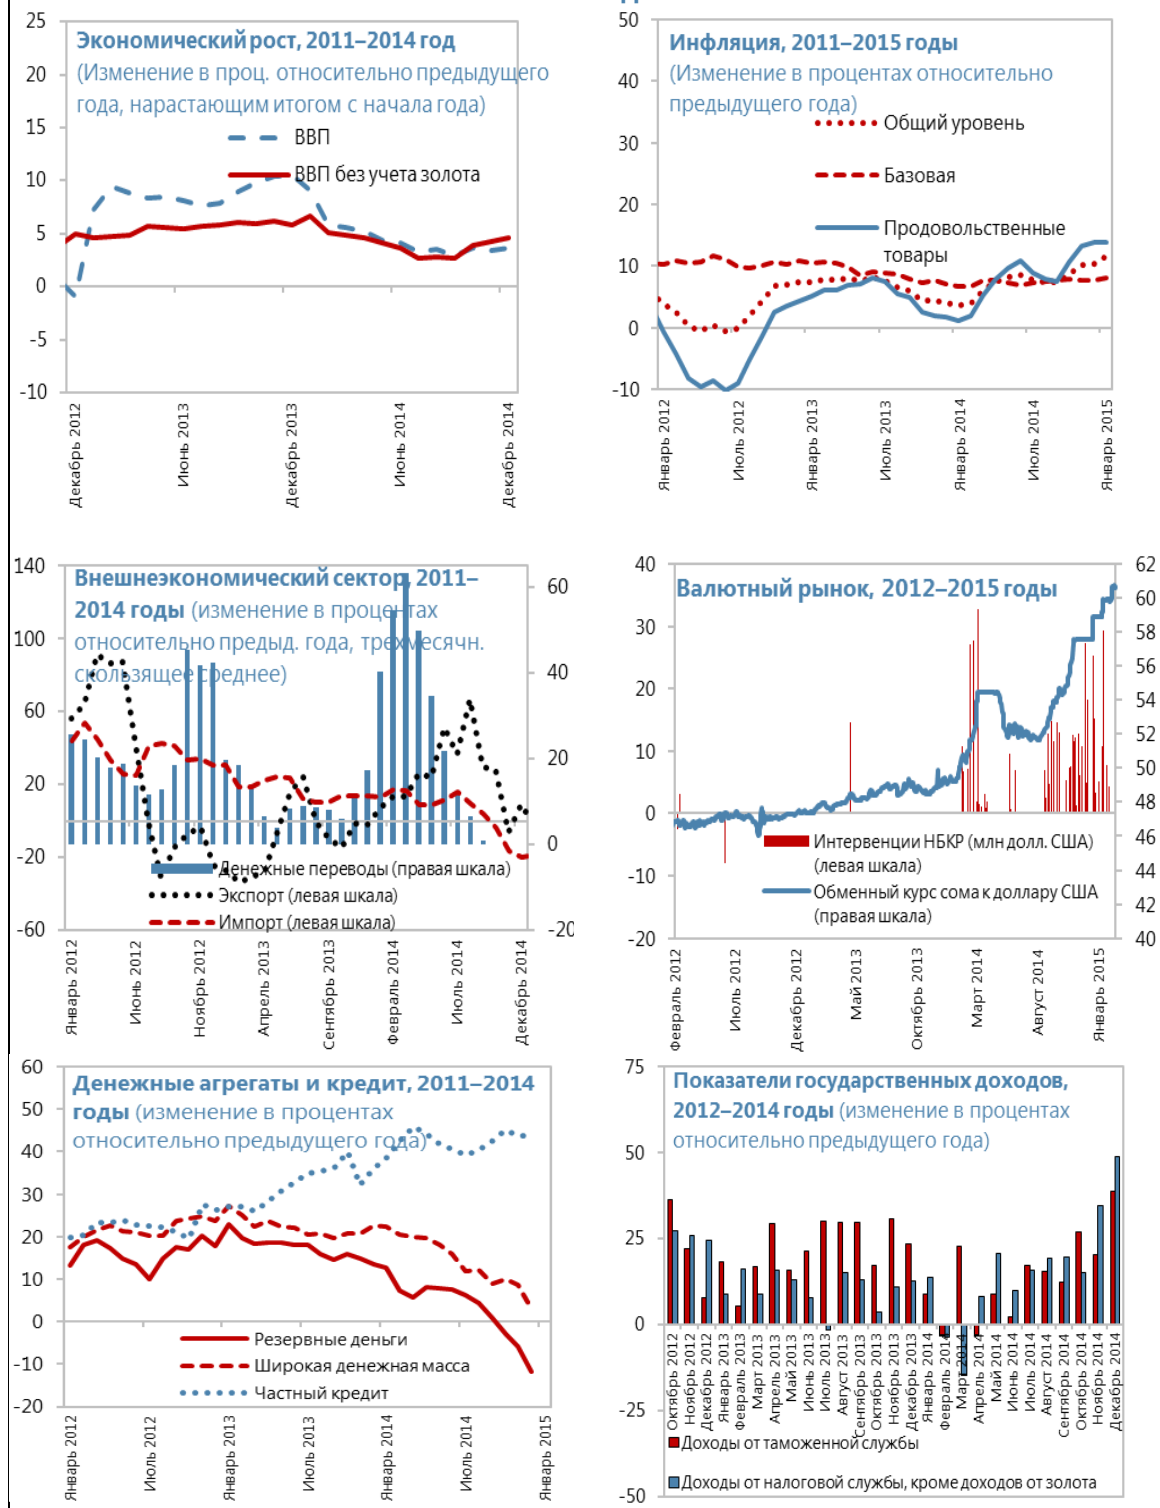 Экономический рост, 2011–2014 год
(Изменение в проц. относительно предыдущего
года, нарастающим итогом с начала года)
ВВП
ВВП без учета золота
25
20
15
10
5
0
-5
-10
Декабрь 2012
Июнь 2013
Декабрь 2013
Июнь 2014
Декабрь 2014
Инфляция, 2011–2015 годы
(Изменение в процентах относительно
предыдущего года)
Общий уровень
Базовая
Продовольственные
товары
50
40
30
20
10
0
-10
Январь 2012
Июль 2012
Январь 2013
Июль 2013
Январь 2014
Июль 2014
Январь 2015
Внешнеэкономический сектор, 2011–
2014 годы (изменение в процентах
относительно предыд. года, трехмесячн.
скользящее среднее)
140
100
60
20
-20
-60
60
40
20
0
-20
Денежные переводы (правая шкала)
Экспорт (левая шкала)
Импорт (левая шкала)
Январь 2012
Июнь 2012
Ноябрь 2012
Апрель 2013
Сентябрь 2013
Февраль 2014
Июль 2014
Декабрь 2014
Валютный рынок, 2012–2015 годы
40
30
20
10
0
-10
-20
62
60
58
56
54
52
50
48
46
44
42
40
Интервенции НБКР (млн долл. США)
(левая шкала)
Обменный курс сома к доллару США
(правая шкала)
Февраль 2012
Июль 2012
Декабрь 2012
Май 2013
Октябрь 2013
Март 2014
Август 2014
Январь 2015
Денежные агрегаты и кредит, 2011–2014
годы (изменение в процентах
относительно предыдущего года)
60
50
40
30
20
10
0
-10
-20
Резервные деньги
Широкая денежная масса
Частный кредит
Январь 2012
Июль 2012
Январь 2013
Июль 2013
Январь 2014
Июль 2014
Январь 2015
Показатели государственных доходов,
2012–2014 годы (изменение в процентах
относительно предыдущего года)
75
50
25
0
-25
-50
Октябрь 2012
Ноябрь 2012
Декабрь 2012
Январь 2013
Февраль 2013
Март 2013
Апрель 2013
Май 2013
Июнь 2013
Июль 2013
Август 2013
Сентябрь 2013
Октябрь 2013
Ноябрь 2013
Декабрь 2013
Январь 2014
Февраль 2014
Март 2014
Апрель 2014
Май 2014
Июнь 2014
Июль 2014
Август 2014
Сентябрь 2014
Октябрь 2014
Ноябрь 2014
Декабрь 2014
Доходы от таможенной службы
Доходы от налоговой службы, кроме доходов от золота